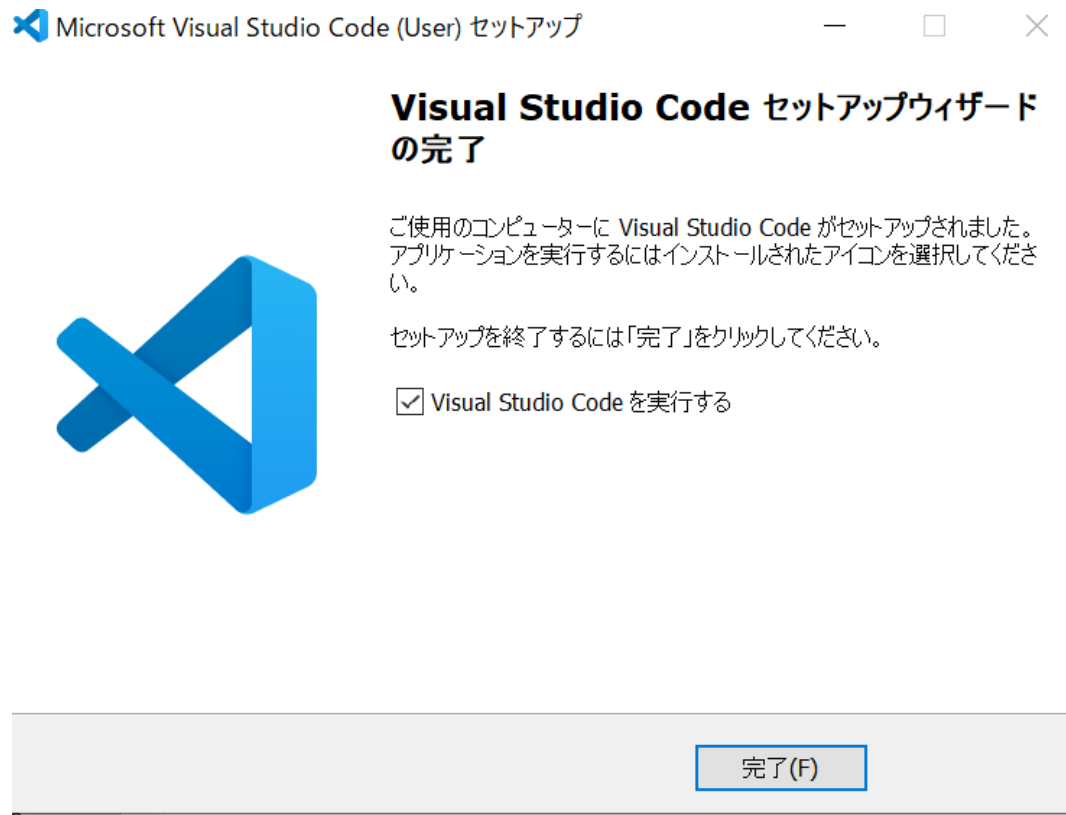 Microsoft Visual Studio Code (User) セットアップ
Visual Studio Code セットアップウィザード
の完了
ご使用のコンピューターに Visual Studio Code がセットアップされました。
アプリケーションを実行するにはインストールされたアイコンを選択してくださ
い。
セットアップを終了するには「完了」をクリックしてください。
Visual Studio Code を実行する
完了(F)